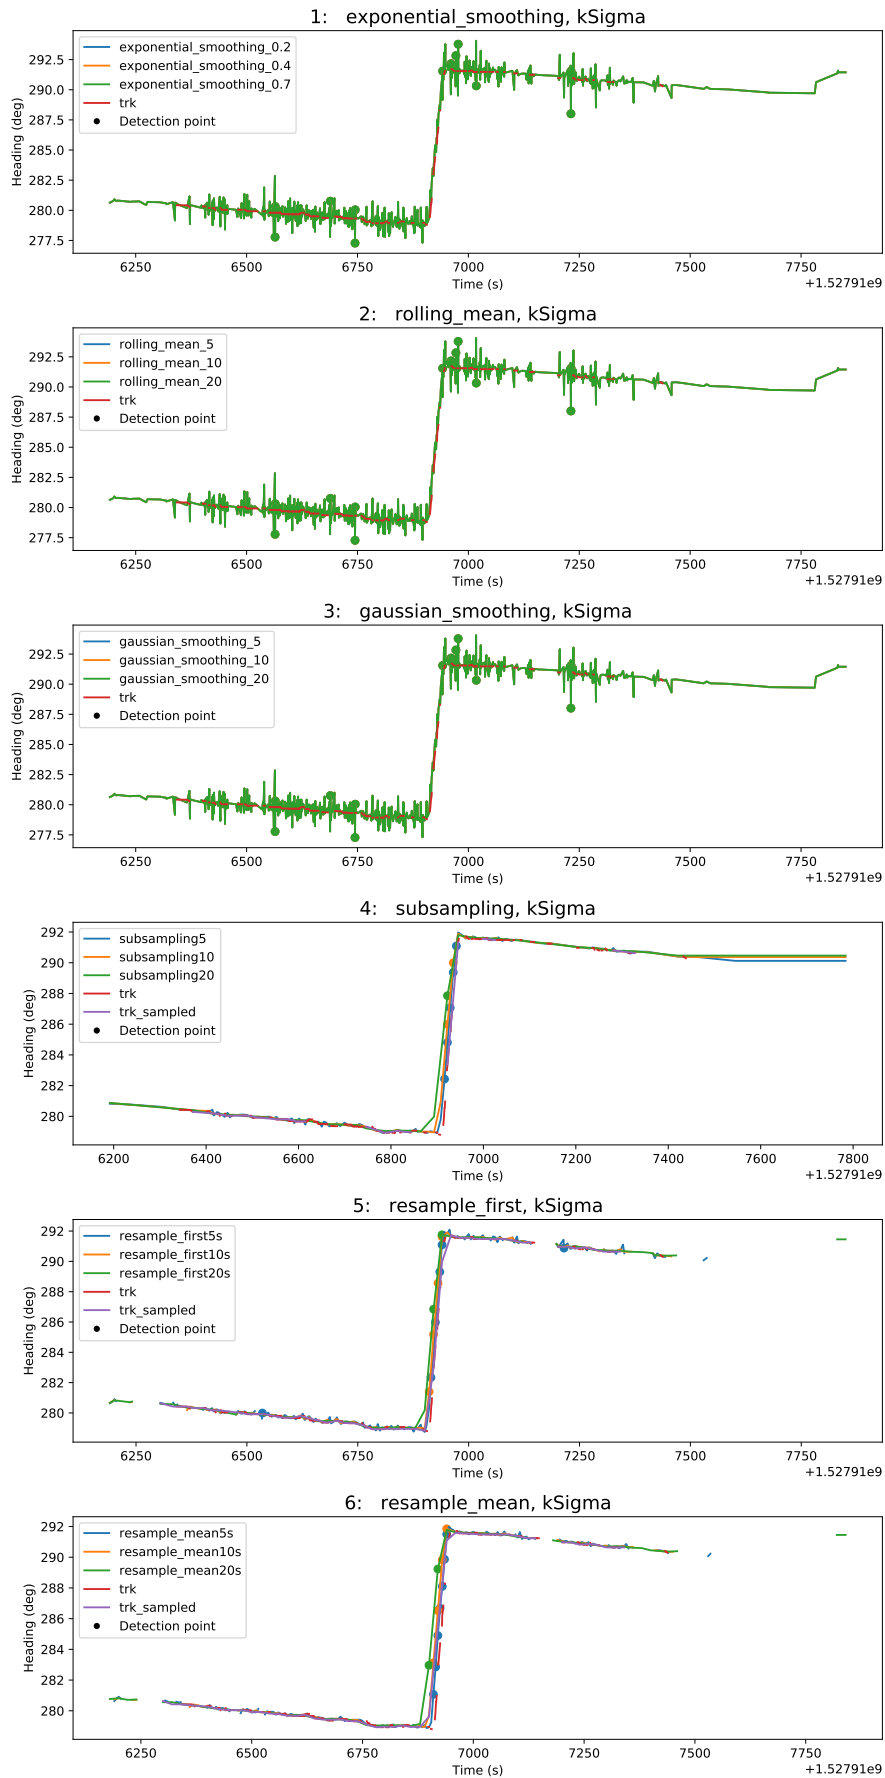 1:   exponential_smoothing, kSigma
exponential_smoothing_0.2
exponential_smoothing_0.4
exponential_smoothing_0.7
trk
Detection point
Heading (deg)
292.5
290.0
287.5
285.0
282.5
280.0
277.5
6250 6500 6750 7000 7250 7500 7750
Time (s)
+1.52791e9
2:   rolling_mean, kSigma
rolling_mean_5
rolling_mean_10
rolling_mean_20
trk
Detection point
Heading (deg)
292.5
290.0
287.5
285.0
282.5
280.0
277.5
6250 6500 6750 7000 7250 7500 7750
Time (s)
+1.52791e9
3:   gaussian_smoothing, kSigma
gaussian_smoothing_5
gaussian_smoothing_10
gaussian_smoothing_20
trk
Detection point
Heading (deg)
292.5
290.0
287.5
285.0
282.5
280.0
277.5
6250 6500 6750 7000 7250 7500 7750
Time (s)
+1.52791e9
4:   subsampling, kSigma
subsampling5
subsampling10
subsampling20
trk
trk_sampled
Detection point
Heading (deg)
292
290
288
286
284
282
280
6200 6400 6600 6800 7000 7200 7400 7600 7800
Time (s)
+1.52791e9
5:   resample_first, kSigma
resample_first5s
resample_first10s
resample_first20s
trk
trk_sampled
Detection point
Heading (deg)
292
290
288
286
284
282
280
6250 6500 6750 7000 7250 7500 7750
Time (s)
+1.52791e9
6:   resample_mean, kSigma
resample_mean5s
resample_mean10s
resample_mean20s
trk
trk_sampled
Detection point
Heading (deg)
292
290
288
286
284
282
280
6250 6500 6750 7000 7250 7500 7750
Time (s)
+1.52791e9